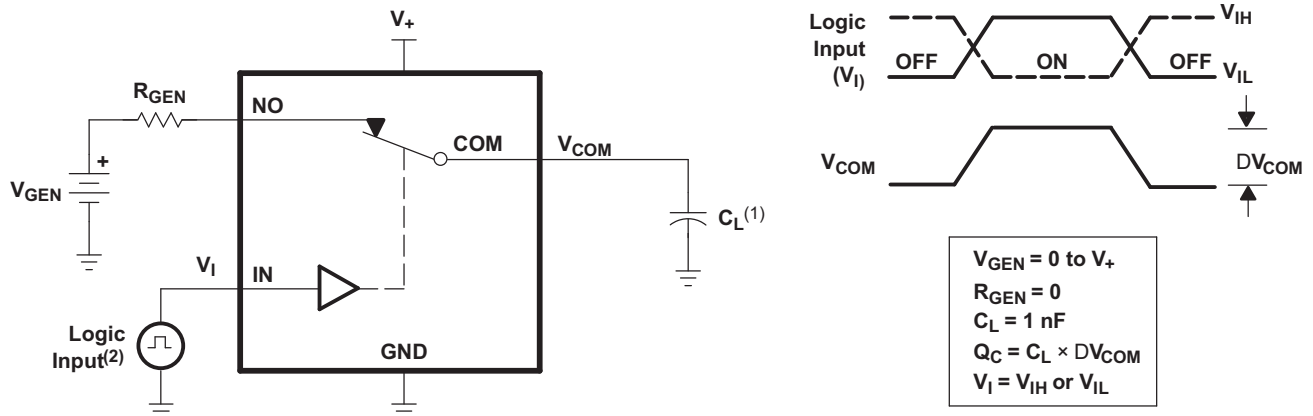 V+
RGEN
NO
COM
VCOM
+
VGEN
CL(1)
VI
IN
Logic
Input(2)
GND
Logic
Input
(VI)
OFF
ON
OFF
VIH
VIL
VCOM
DVCOM
VGEN = 0 to V+
RGEN = 0
CL = 1 nF
QC = CL × DVCOM
VI = VIH or VIL